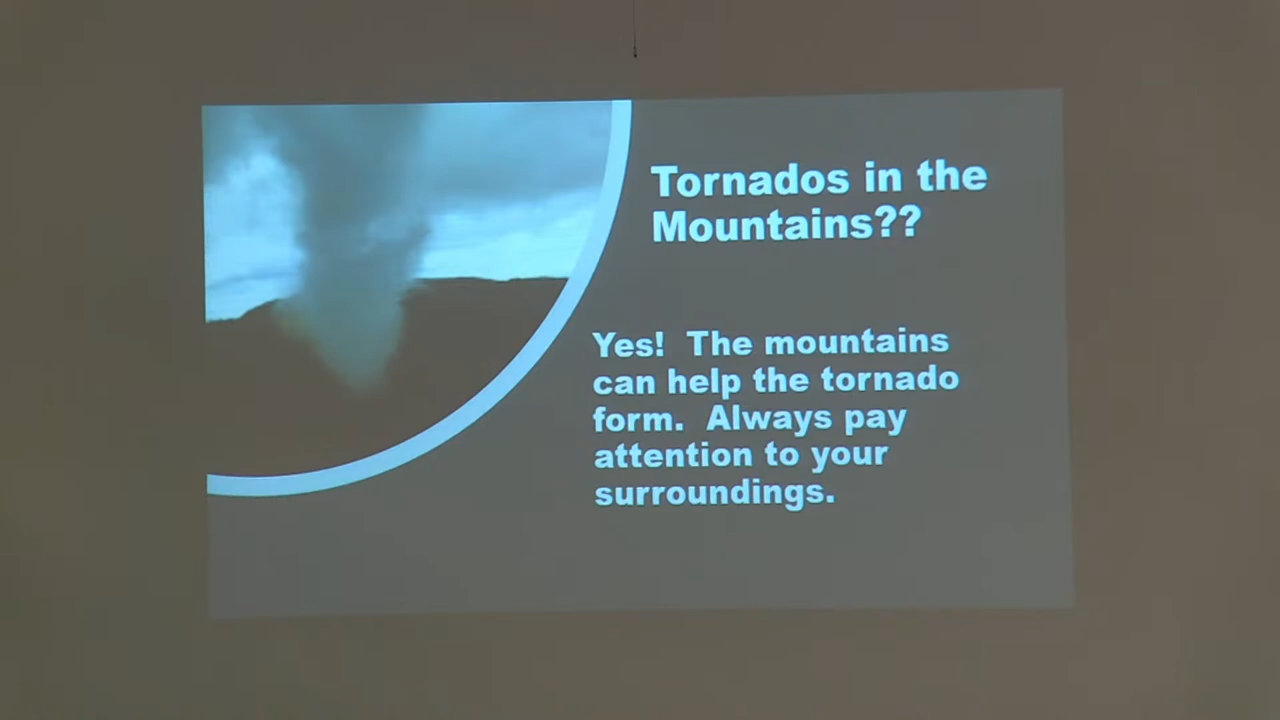 Tornados in the
Mountains??
Yes! The mountains
can help the tornado
form. Always pay
attention to your
surroundings.